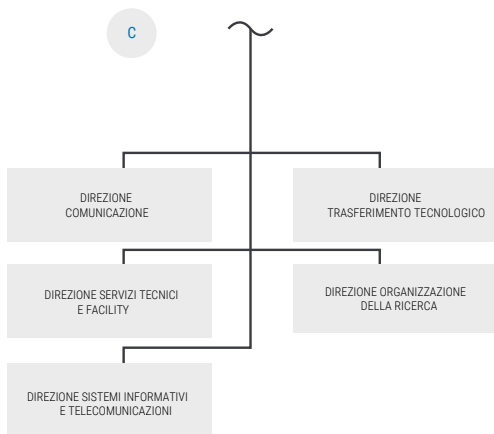 C
DIREZIONE
COMUNICAZIONE
DIREZIONE
TRASFERIMENTO TECNOLOGICO
DIREZIONE SERVIZI TECNICI
E FACILITY
DIREZIONE ORGANIZZAZIONE
DELLA RICERCA
DIREZIONE SISTEMI INFORMATIVI
E TELECOMUNICAZIONI